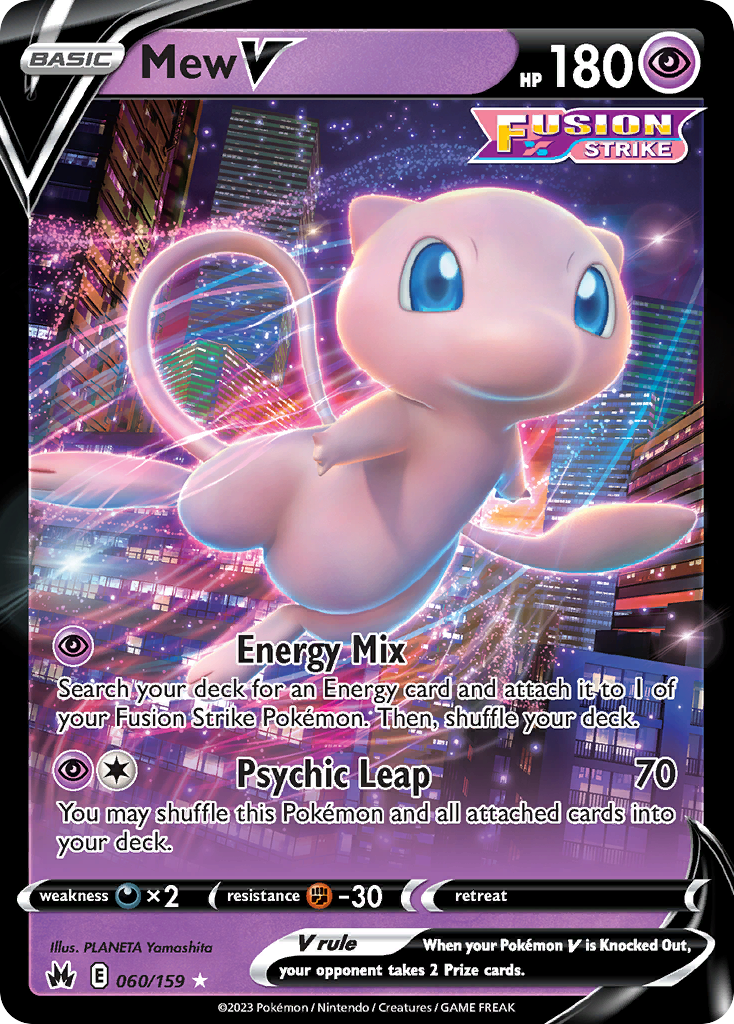 BASIC Mew V HP 180
FUSION
STRIKE
Energy Mix
Search your deck for an Energy card and attach it to 1 of
your Fusion Strike Pokémon. Then, shuffle your deck.
Psychic Leap 70
You may shuffle this Pokémon and all attached cards into
your deck.
weakness ×2 resistance -30 retreat
Illus. PLANETA Yamashita
V rule When your Pokémon V is Knocked Out,
your opponent takes 2 Prize cards.
E 060/159
©2023 Pokémon / Nintendo / Creatures / GAME FREAK